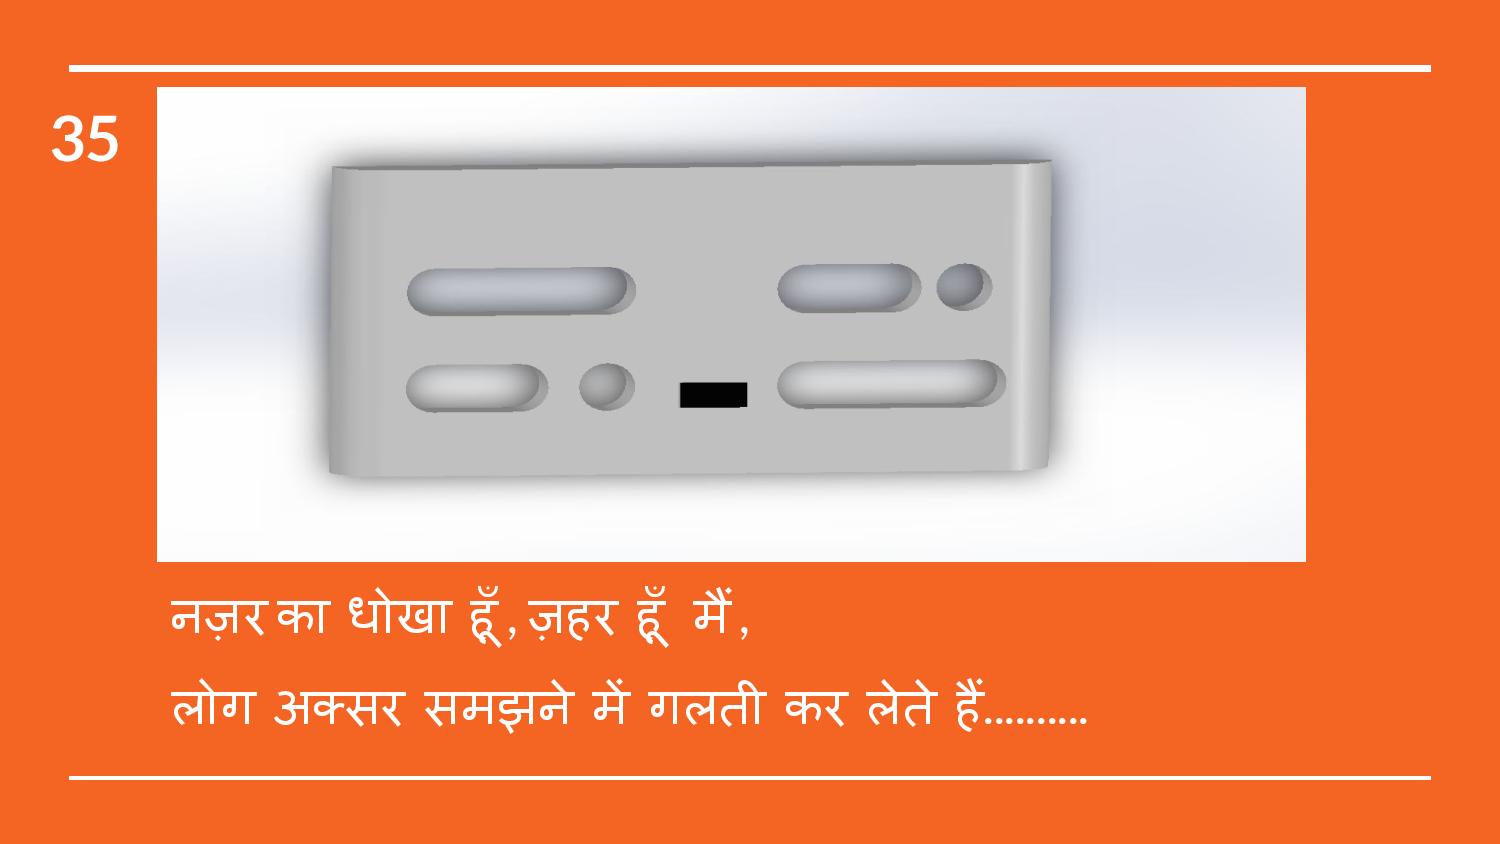 35
नज़र का धोखा हूँ , ज़हर हूँ मैं ,
लोग अक्सर समझने में गलती कर लेते हैं..........